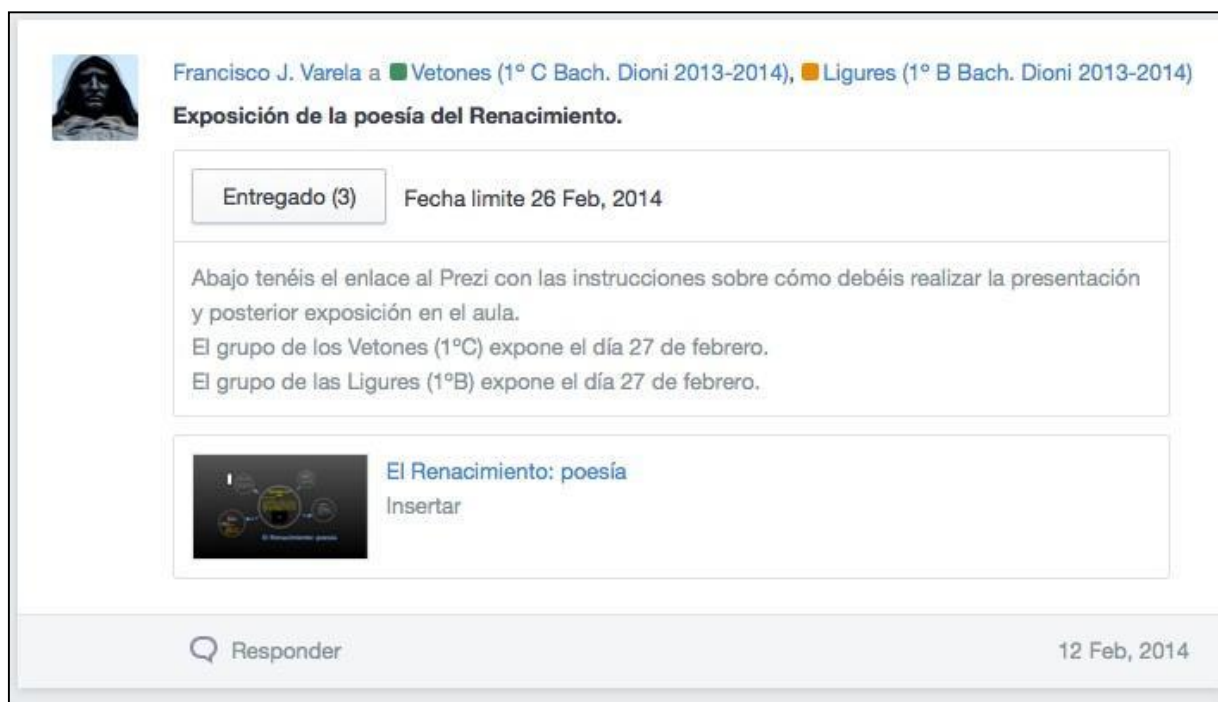 Francisco J. Varela a Vetones (1º C Bach. Dioni 2013-2014), Ligures (1º B Bach. Dioni 2013-2014)
Exposición de la poesía del Renacimiento.
Entregado (3) Fecha limite 26 Feb, 2014
Abajo tenéis el enlace al Prezi con las instrucciones sobre cómo debéis realizar la presentación
y posterior exposición en el aula.
El grupo de los Vetones (1ºC) expone el día 27 de febrero.
El grupo de las Ligures (1ºB) expone el día 27 de febrero.
El Renacimiento: poesía
Insertar
El Renacimiento: poesía
Responder 12 Feb, 2014